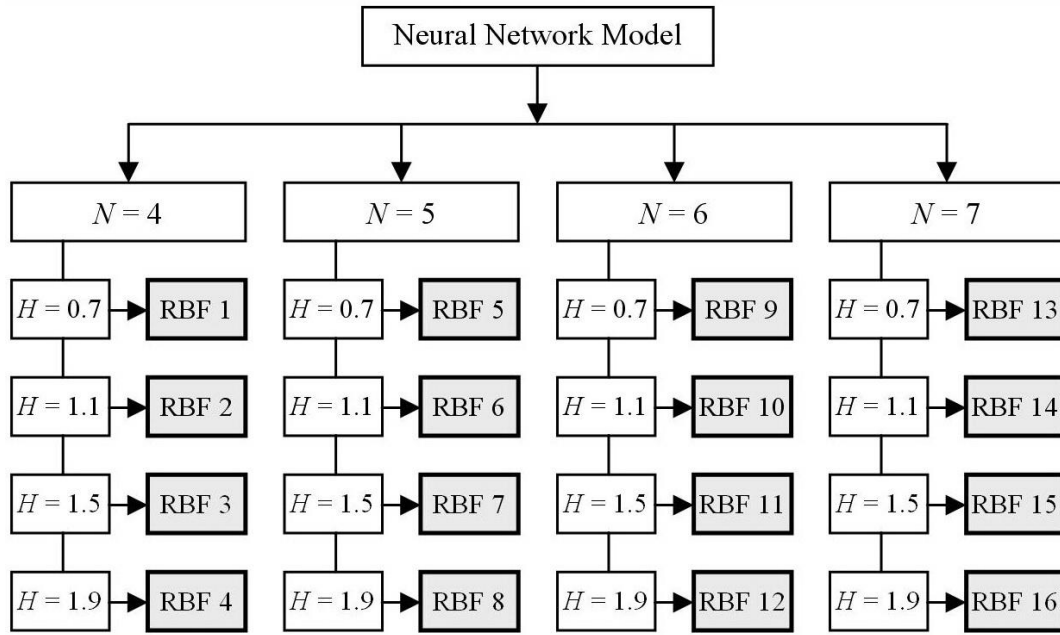 Neural Network Model
N = 4
N = 5
N = 6
N = 7
H = 0.7
RBF 1
H = 0.7
RBF 5
H = 0.7
RBF 9
H = 0.7
RBF 13
H = 1.1
RBF 2
H = 1.1
RBF 6
H = 1.1
RBF 10
H = 1.1
RBF 14
H = 1.5
RBF 3
H = 1.5
RBF 7
H = 1.5
RBF 11
H = 1.5
RBF 15
H = 1.9
RBF 4
H = 1.9
RBF 8
H = 1.9
RBF 12
H = 1.9
RBF 16